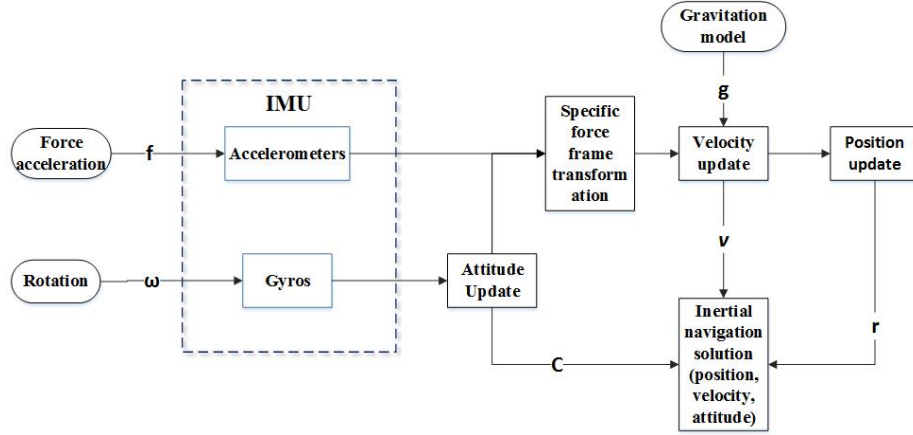 Gravitation
model
g
IMU
Force
acceleration
f
Accelerometers
Specific
force
frame
transform
ation
Velocity
update
Position
update
Rotation
ω
Gyros
Attitude
Update
v
Inertial
navigation
solution
(position,
velocity,
attitude)
r
C